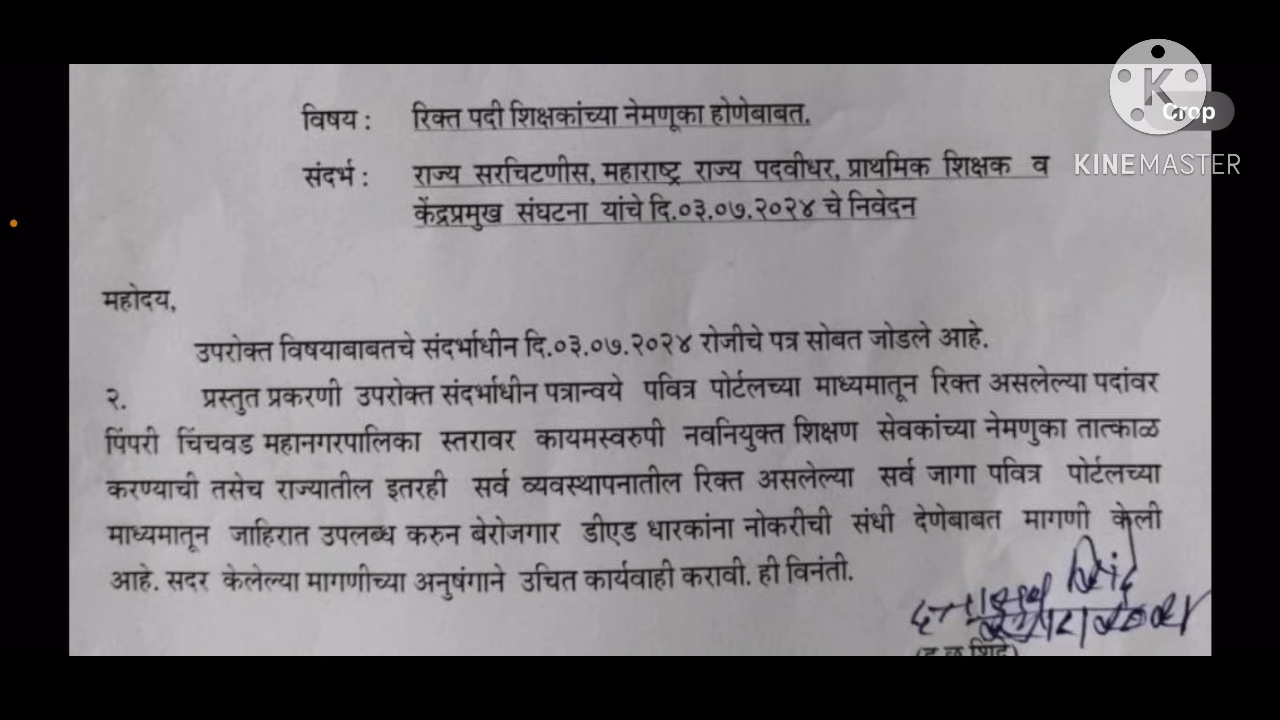 विषय : रिक्त पदी शिक्षकांच्या नेमणूका होणेबाबत.
संदर्भ : राज्य सरचिटणीस, महाराष्ट्र राज्य पदवीधर, प्राथमिक शिक्षक व
केंद्रप्रमुख संघटना यांचे दि.०३.०७.२०२४ चे निवेदन
महोदय,
उपरोक्त विषयाबाबतचे संदर्भाधीन दि.०३.०७.२०२४ रोजीचे पत्र सोबत जोडले आहे.
२. प्रस्तुत प्रकरणी उपरोक्त संदर्भाधीन पत्रान्वये पवित्र पोर्टलच्या माध्यमातून रिक्त असलेल्या पदांवर
पिंपरी चिंचवड महानगरपालिका स्तरावर कायमस्वरुपी नवनियुक्त शिक्षण सेवकांच्या नेमणुका तात्काळ
करण्याची तसेच राज्यातील इतरही सर्व व्यवस्थापनातील रिक्त असलेल्या सर्व जागा पवित्र पोर्टलच्या
माध्यमातून जाहिरात उपलब्ध करुन बेरोजगार डीएड धारकांना नोकरीची संधी देणेबाबत मागणी केली
आहे. सदर केलेल्या मागणीच्या अनुषंगाने उचित कार्यवाही करावी. ही विनंती.
K
Crop
KINEMASTER